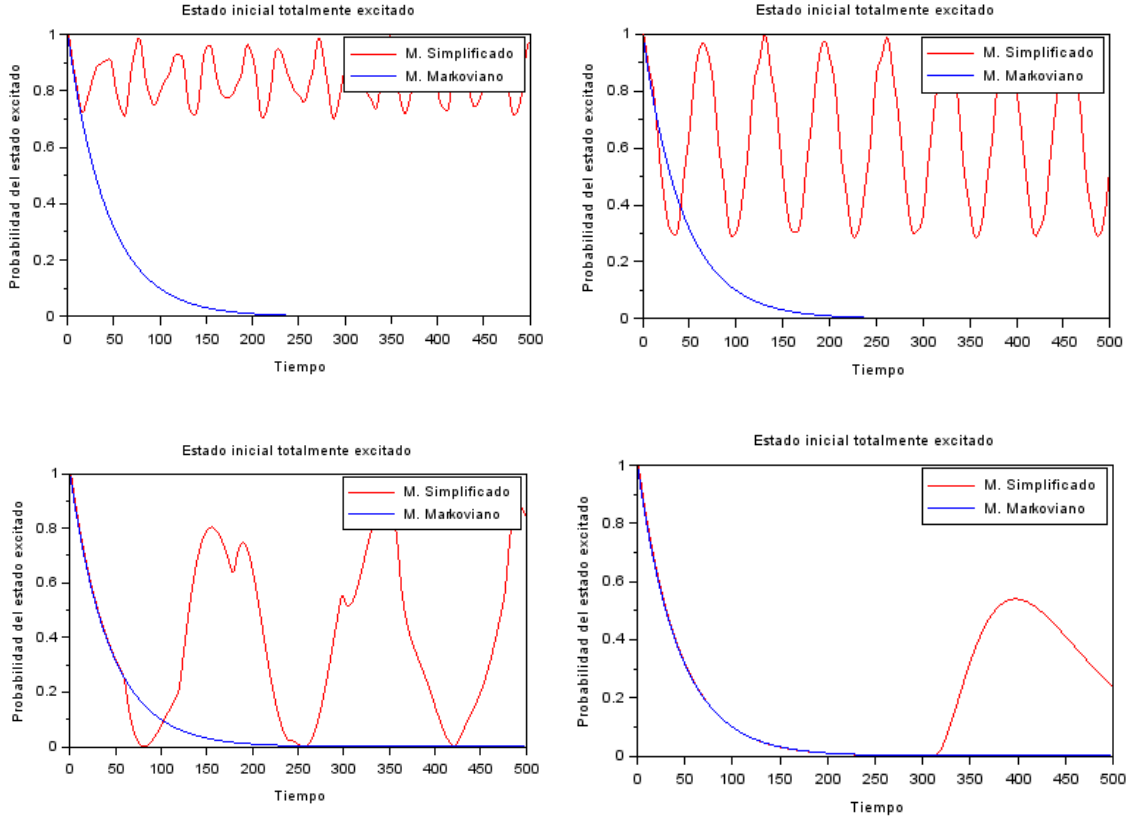 Estado inicial totalmente excitado
1
0.8
0.6
0.4
0.2
0
Probabilidad del estado excitado
M. Simplificado
M. Markoviano
0 50 100 150 200 250 300 350 400 450 500
Tiempo
Estado inicial totalmente excitado
1
0.8
0.6
0.4
0.2
0
Probabilidad del estado excitado
M. Simplificado
M. Markoviano
0 50 100 150 200 250 300 350 400 450 500
Tiempo
Estado inicial totalmente excitado
1
0.8
0.6
0.4
0.2
0
Probabilidad del estado excitado
M. Simplificado
M. Markoviano
0 50 100 150 200 250 300 350 400 450 500
Tiempo
Estado inicial totalmente excitado
1
0.8
0.6
0.4
0.2
0
Probabilidad del estado excitado
M. Simplificado
M. Markoviano
0 50 100 150 200 250 300 350 400 450 500
Tiempo